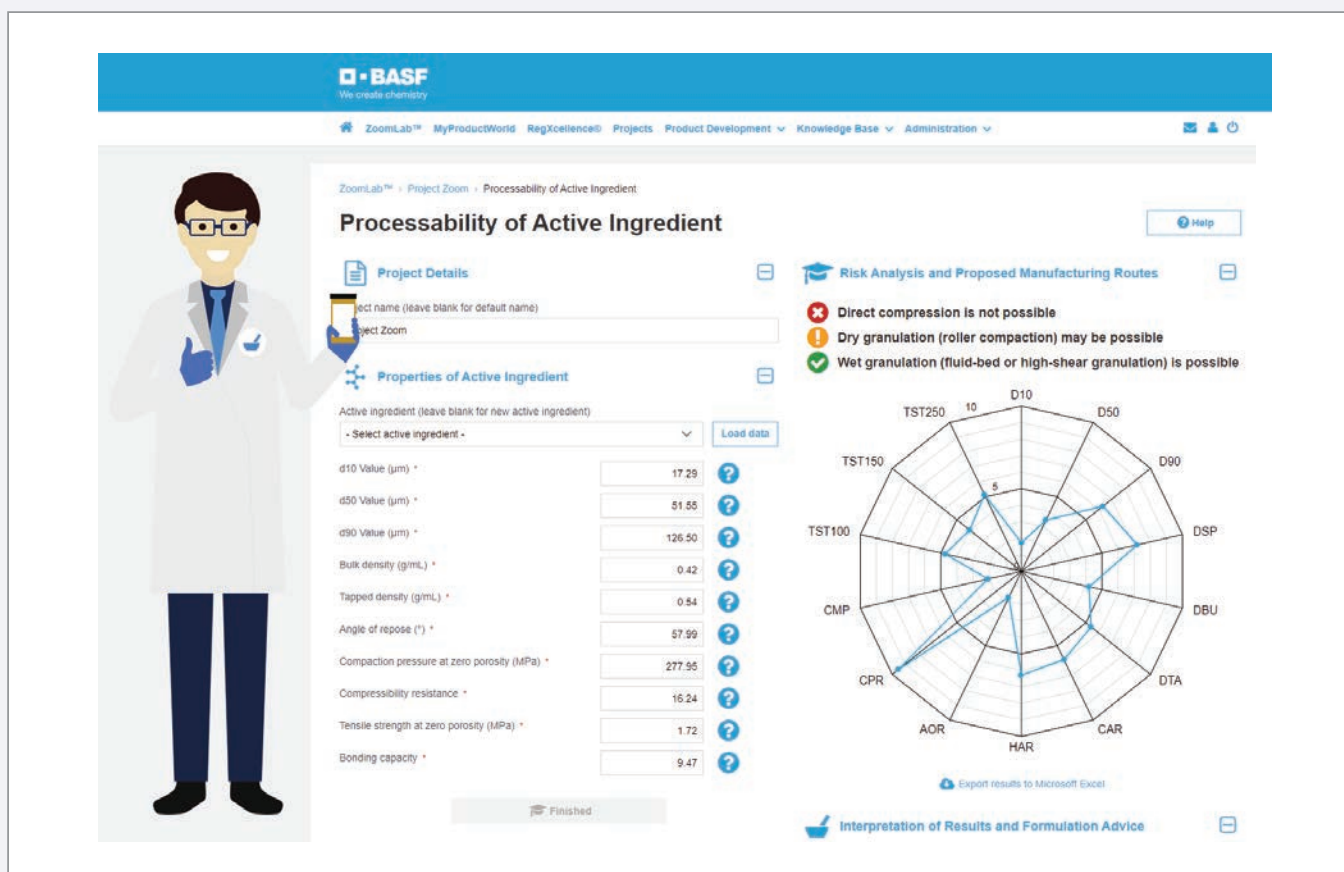 BASF
We create chemistry
ZoomLab™ MyProductWorld RegXcellence® Projects Product Development Knowledge Base Administration
ZoomLab™ › Project Zoom › Processability of Active Ingredient
Processability of Active Ingredient
Help
Project Details
ect name (leave blank for default name)
oject Zoom
Properties of Active Ingredient
Active ingredient (leave blank for new active ingredient)
- Select active ingredient -
Load data
d10 Value (µm) * 17.29
d50 Value (µm) * 51.55
d90 Value (µm) * 126.50
Bulk density (g/mL) * 0.42
Tapped density (g/mL) * 0.54
Angle of repose (°) * 57.99
Compaction pressure at zero porosity (MPa) * 277.95
Compressibility resistance * 16.24
Tensile strength at zero porosity (MPa) * 1.72
Bonding capacity * 9.47
Finished
Risk Analysis and Proposed Manufacturing Routes
Direct compression is not possible
Dry granulation (roller compaction) may be possible
Wet granulation (fluid-bed or high-shear granulation) is possible
D10
D50
D90
DSP
DBU
DTA
CAR
HAR
AOR
CPR
CMP
TST100
TST150
TST250
10
5
Export results to Microsoft Excel
Interpretation of Results and Formulation Advice